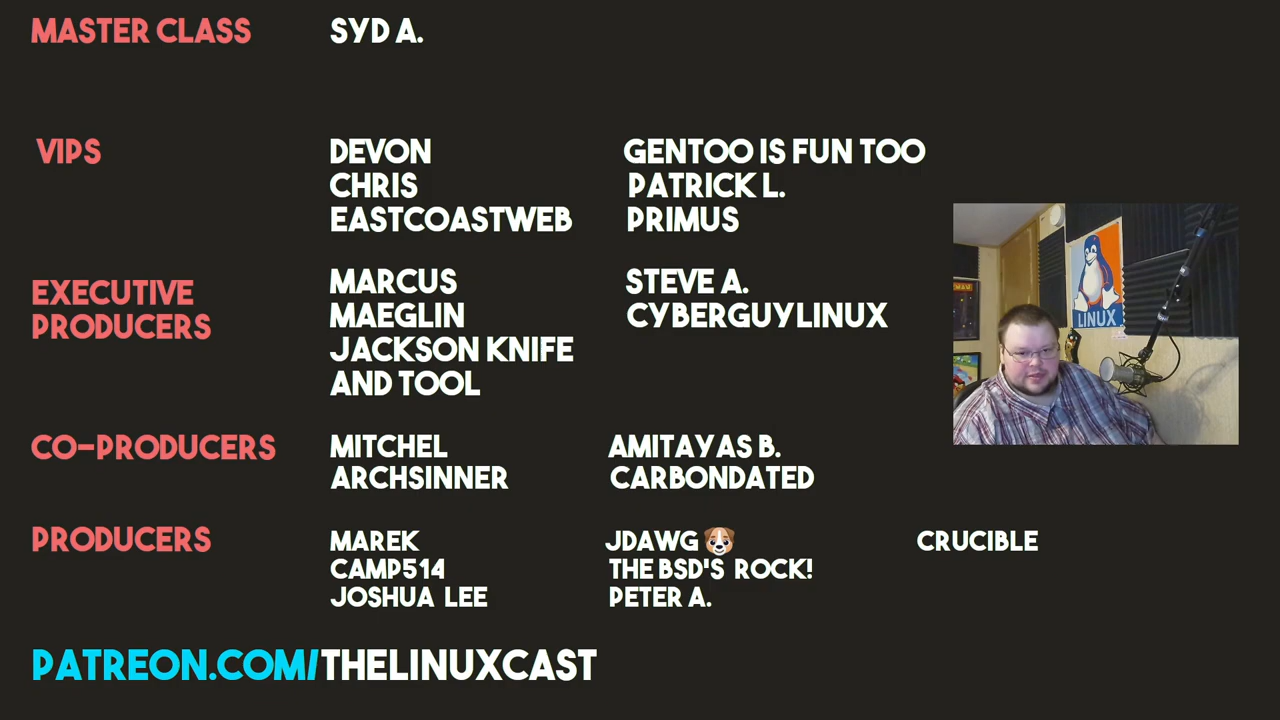 MASTER CLASS SYD A.
VIPS DEVON GENTOO IS FUN TOO
CHRIS PATRICK L.
EASTCOASTWEB PRIMUS
EXECUTIVE PRODUCERS
MARCUS STEVE A.
MAEGLIN CYBERGUYLINUX
JACKSON KNIFE
AND TOOL
CO-PRODUCERS MITCHEL AMITAYAS B.
ARCHSINNER CARBONDATED
PRODUCERS MAREK JDAWG🐶 CRUCIBLE
CAMP514 THE BSD'S ROCK!
JOSHUA LEE PETER A.
PATREON.COM/THELINUXCAST
LINUX